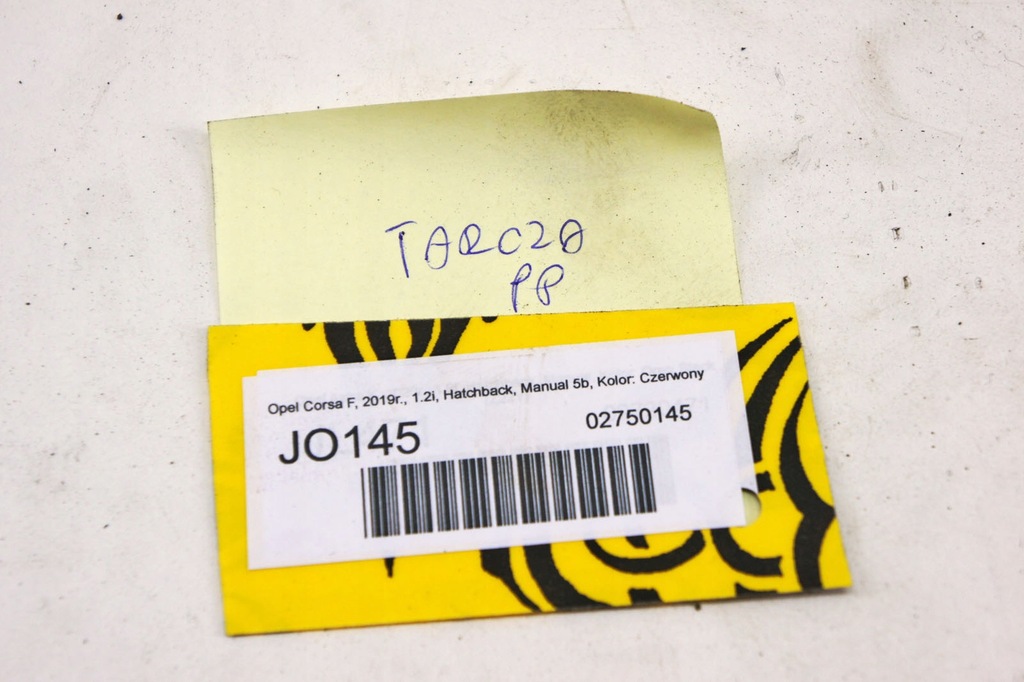 TARCZA
PP
Opel Corsa F, 2019r., 1.2i, Hatchback, Manual 5b, Kolor: Czerwony
JO145
02750145